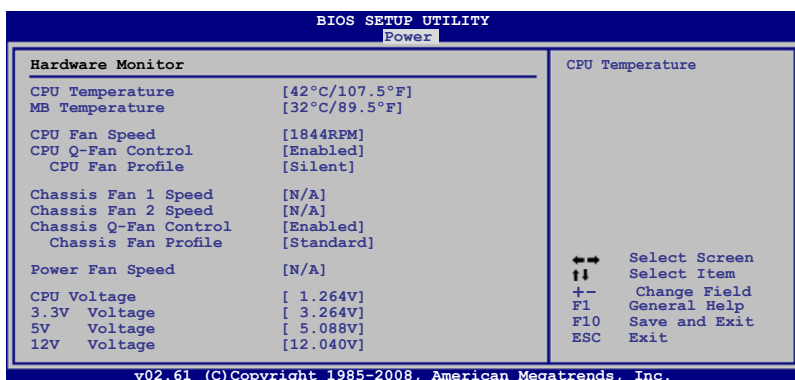 BIOS SETUP UTILITY
Power
Hardware Monitor
CPU Temperature [42°C/107.5°F]
MB Temperature [32°C/89.5°F]
CPU Fan Speed [1844RPM]
CPU Q-Fan Control [Enabled]
CPU Fan Profile [Silent]
Chassis Fan 1 Speed [N/A]
Chassis Fan 2 Speed [N/A]
Chassis Q-Fan Control [Enabled]
Chassis Fan Profile [Standard]
Power Fan Speed [N/A]
CPU Voltage [ 1.264V]
3.3V Voltage [ 3.264V]
5V Voltage [ 5.088V]
12V Voltage [12.040V]
CPU Temperature
←→ Select Screen
↑↓ Select Item
+- Change Field
F1 General Help
F10 Save and Exit
ESC Exit
v02.61 (C)Copyright 1985-2008, American Megatrends, Inc.